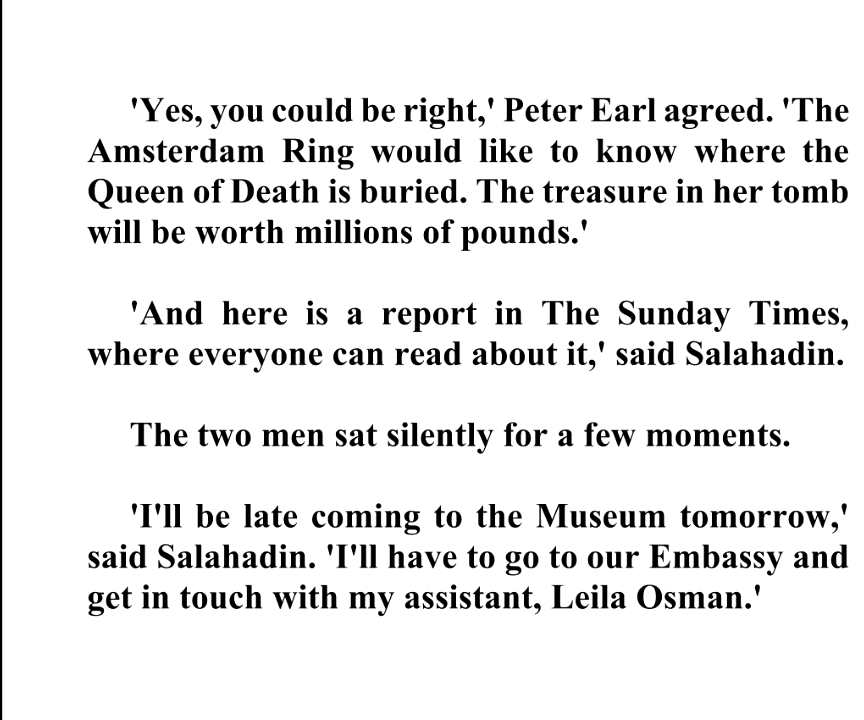 'Yes, you could be right,' Peter Earl agreed. 'The
Amsterdam Ring would like to know where the
Queen of Death is buried. The treasure in her tomb
will be worth millions of pounds.'
'And here is a report in The Sunday Times,
where everyone can read about it,' said Salahadin.
The two men sat silently for a few moments.
'I'll be late coming to the Museum tomorrow,'
said Salahadin. 'I'll have to go to our Embassy and
get in touch with my assistant, Leila Osman.'